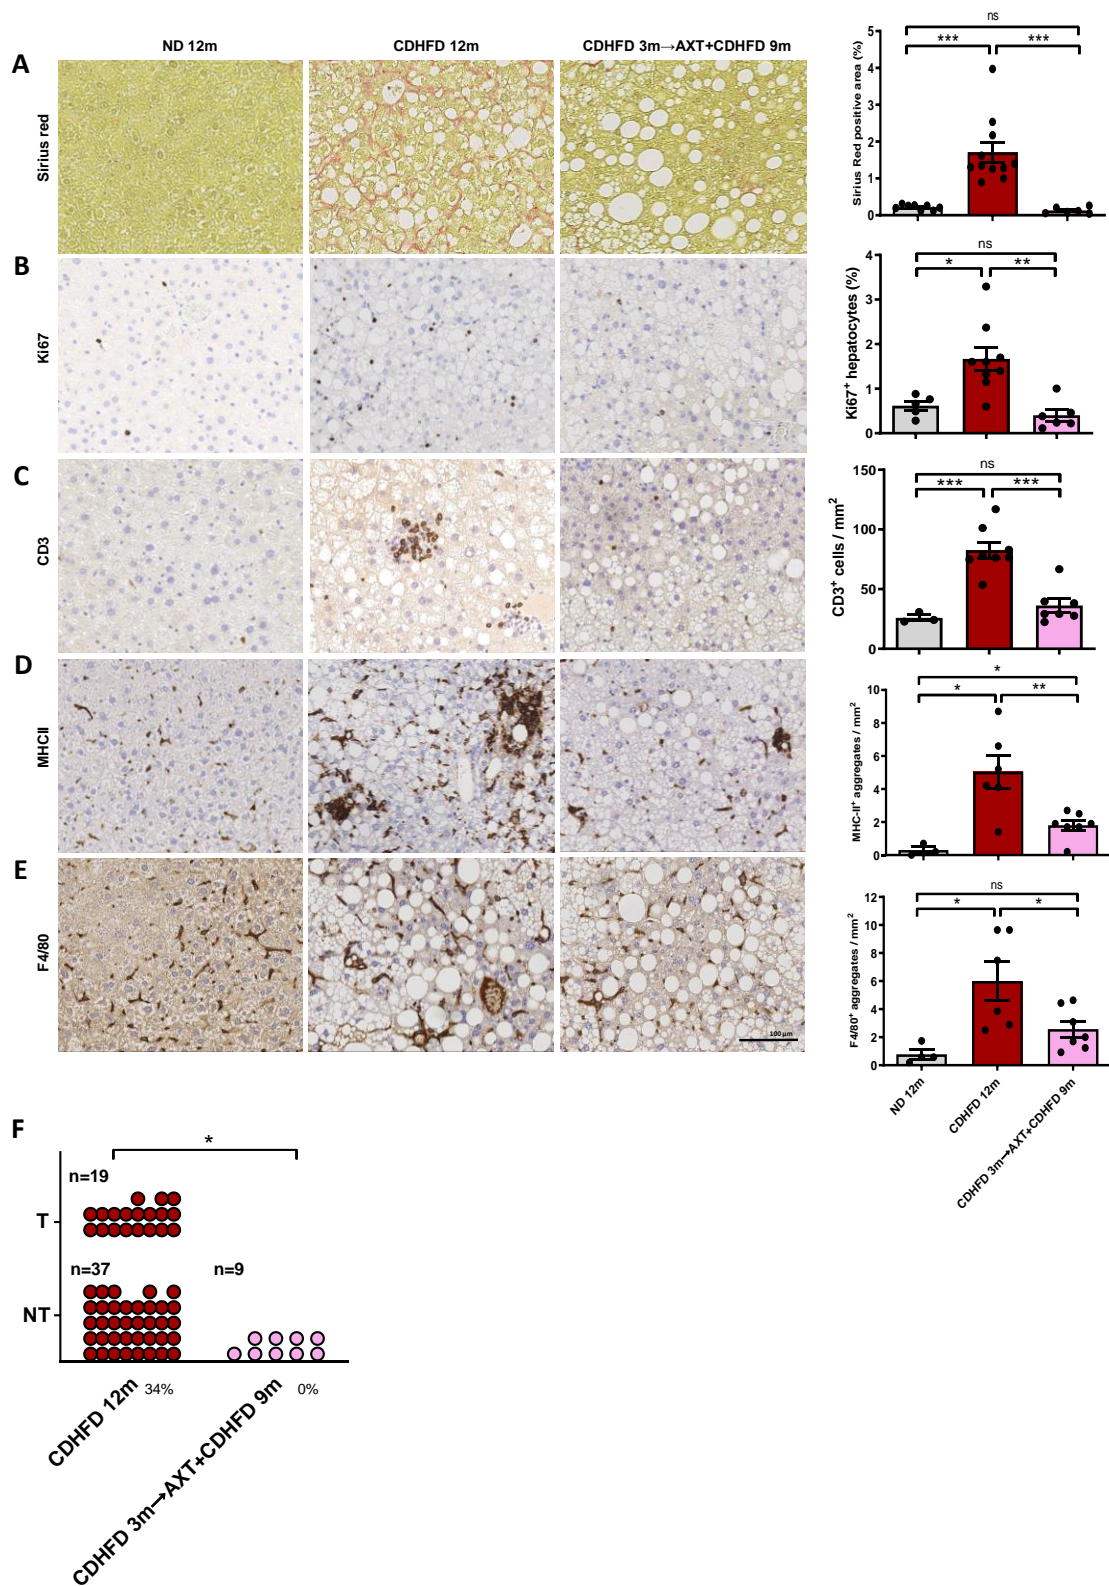 ND 12m
CDHFD 12m
CDHFD 3m→AXT+CDHFD 9m
A
Sirius red
Sirius Red positive area (%)
5
4
3
2
1
0
ns
***
***
B
Ki67
Ki67⁺ hepatocytes (%)
4
3
2
1
0
ns
*
**
C
CD3
CD3⁺ cells / mm²
150
100
50
0
ns
***
***
D
MHCII
MHC-II⁺ aggregates / mm²
10
8
6
4
2
0
*
*
**
E
F4/80
100 µm
F4/80⁺ aggregates / mm²
12
10
8
6
4
2
0
ns
*
*
ND 12m
CDHFD 12m
CDHFD 3m→AXT+CDHFD 9m
F
*
n=19
T
n=37
n=9
NT
CDHFD 12m
34%
CDHFD 3m→AXT+CDHFD 9m
0%